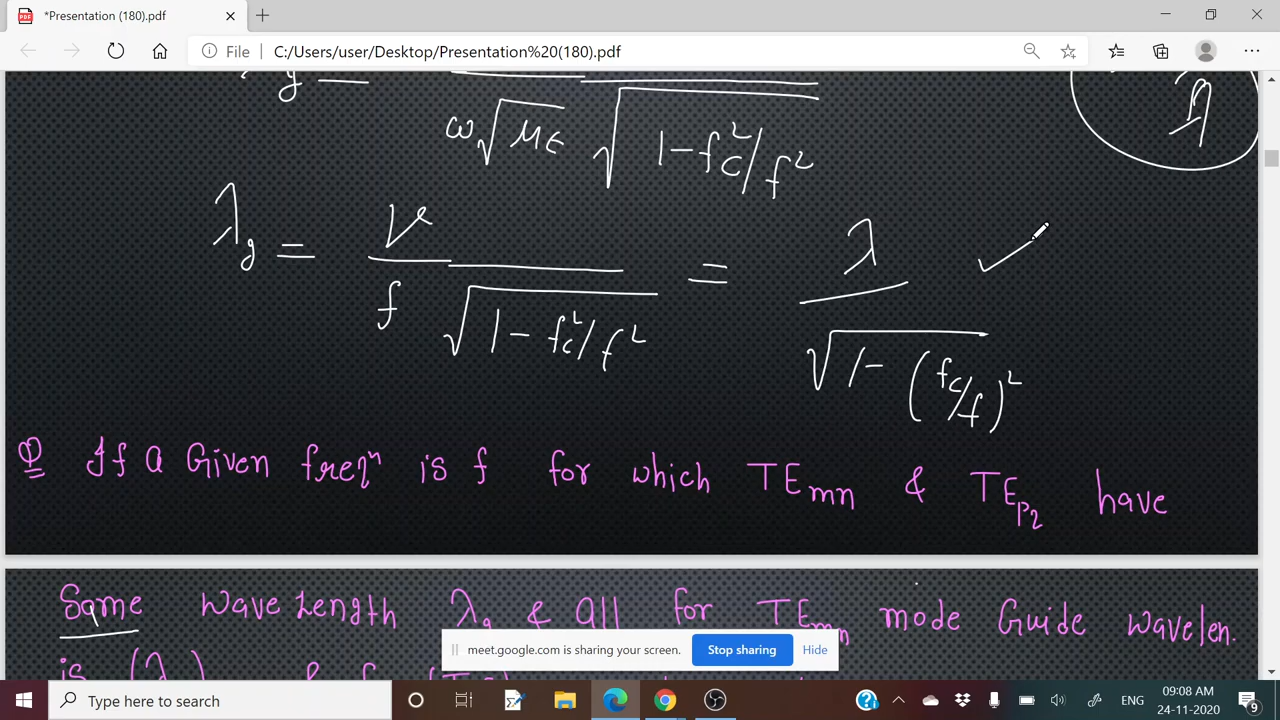 *Presentation (180).pdf
File C:/Users/user/Desktop/Presentation%20(180).pdf
ω√με √1-fc²/f²
λg = v / f √1-fc²/f² = λ / √1-(fc/f)² ✓
Q If a Given freqⁿ is f for which TEmn & TEpq have
Same wave length λg & all for TEmn mode Guide wavelen.
is (λ)
meet.google.com is sharing your screen. Stop sharing Hide
Type here to search
ENG
09:08 AM
24-11-2020
9